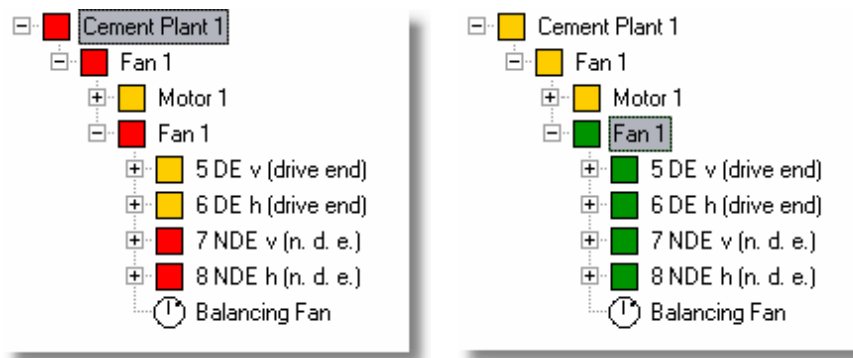 Cement Plant 1
Fan 1
Motor 1
Fan 1
5 DE v (drive end)
6 DE h (drive end)
7 NDE v (n. d. e.)
8 NDE h (n. d. e.)
Balancing Fan
Cement Plant 1
Fan 1
Motor 1
Fan 1
5 DE v (drive end)
6 DE h (drive end)
7 NDE v (n. d. e.)
8 NDE h (n. d. e.)
Balancing Fan